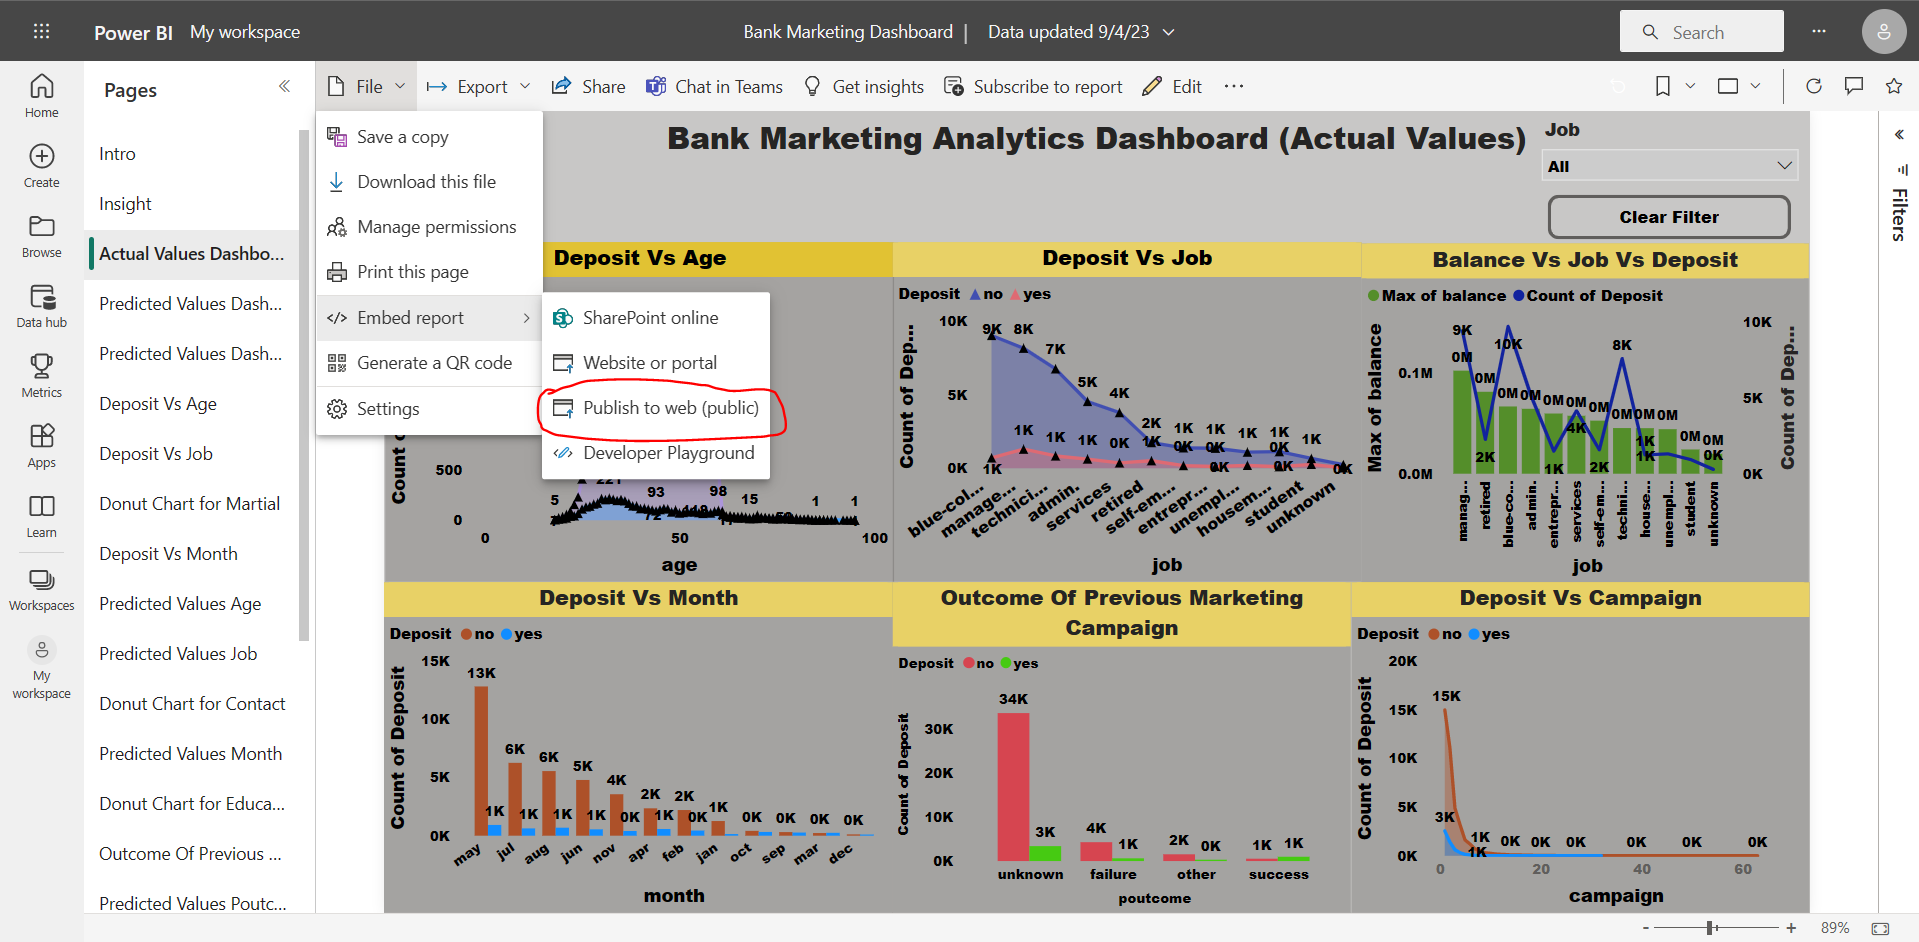 Power BI My workspace
Bank Marketing Dashboard | Data updated 9/4/23
Search
Home
Create
Browse
Data hub
Metrics
Apps
Learn
Workspaces
My workspace
Pages
Intro
Insight
Actual Values Dashbo...
Predicted Values Dash...
Predicted Values Dash...
Deposit Vs Age
Deposit Vs Job
Donut Chart for Martial
Deposit Vs Month
Predicted Values Age
Predicted Values Job
Donut Chart for Contact
Predicted Values Month
Donut Chart for Educa...
Outcome Of Previous ...
Predicted Values Poutc...
File Export Share Chat in Teams Get insights Subscribe to report Edit ...
Save a copy
Download this file
Manage permissions
Print this page
Embed report
Generate a QR code
Settings
SharePoint online
Website or portal
Publish to web (public)
Developer Playground
Bank Marketing Analytics Dashboard (Actual Values)
Job
All
Clear Filter
Filters
Deposit Vs Age
500
0
5 93 98 15 1 1
0 50 100
age
Deposit Vs Job
Deposit no yes
Count of Dep...
10K
5K
0K
9K 8K 7K 5K 4K 2K 1K 1K 1K 1K 1K
1K 1K 1K 1K 0K 1K 0K 0K 0K 0K 0K
blue-col... manage... technici... admin. services retired self-em... entrepr... unempl... housem... student unknown
job
Balance Vs Job Vs Deposit
Max of balance Count of Deposit
Max of balance
0.1M
0.0M
9K 10K 8K
0M 0M 0M 0M 0M 0M 0M 0M 0M 0M 0M 0M
2K 1K 4K 2K 1K 1K 0K
10K
5K
0K
Count of Dep...
manag... retired blue-co... admin. entrepr... services self-em... techni... house... unempl... student unknown
job
Deposit Vs Month
Deposit no yes
Count of Deposit
15K
10K
5K
0K
13K 6K 6K 5K 4K 2K 2K 1K 0K 0K 0K 0K
1K 1K 1K 1K 0K 1K 0K
may jul aug jun nov apr feb jan oct sep mar dec
month
Outcome Of Previous Marketing
Campaign
Deposit no yes
Count of Deposit
30K
20K
10K
0K
34K 3K 4K 1K 2K 0K 1K 1K
unknown failure other success
poutcome
Deposit Vs Campaign
Deposit no yes
Count of Deposit
20K
15K
10K
5K
0K
15K
3K
1K
1K
0K 0K 0K 0K 0K 0K
0 20 40 60
campaign
- + 89%